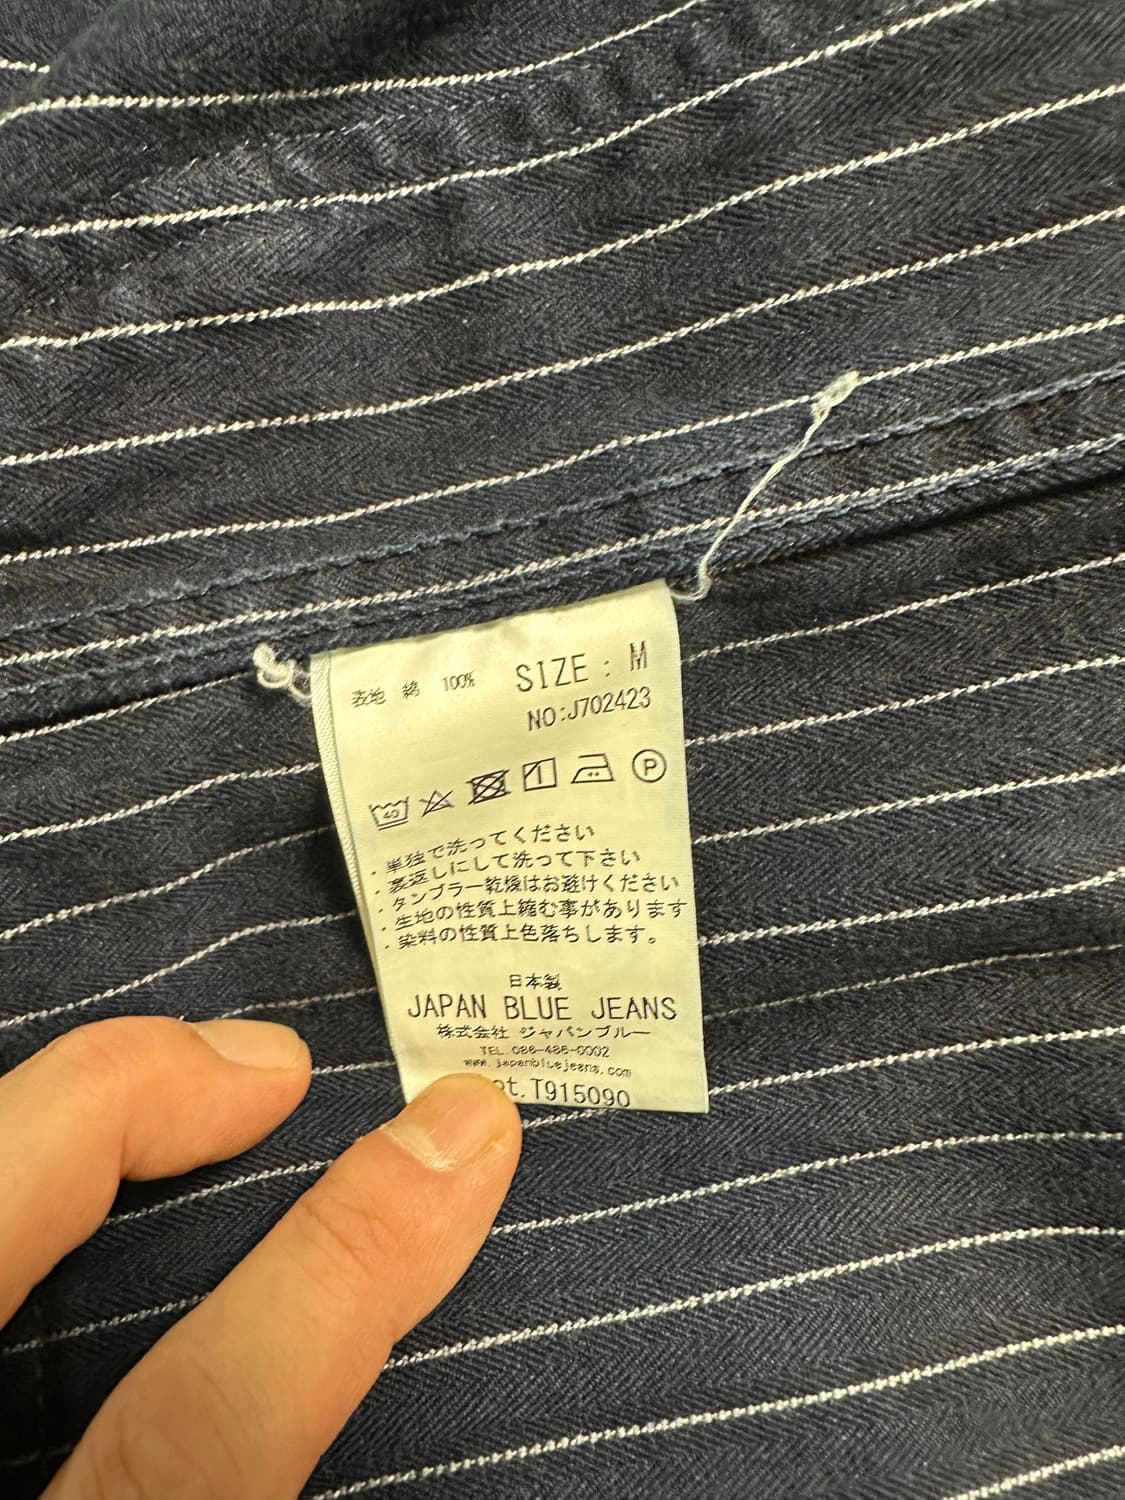 表地 綿 100% SIZE : M
NO:J702423
40 P
・単独で洗ってください
・裏返しにして洗って下さい
・タンブラー乾燥はお避けください
・生地の性質上縮む事があります
・染料の性質上色落ちします。
日本製
JAPAN BLUE JEANS
株式会社 ジャパンブルー
TEL.086-486-0002
www.japanbluejeans.com
T915090